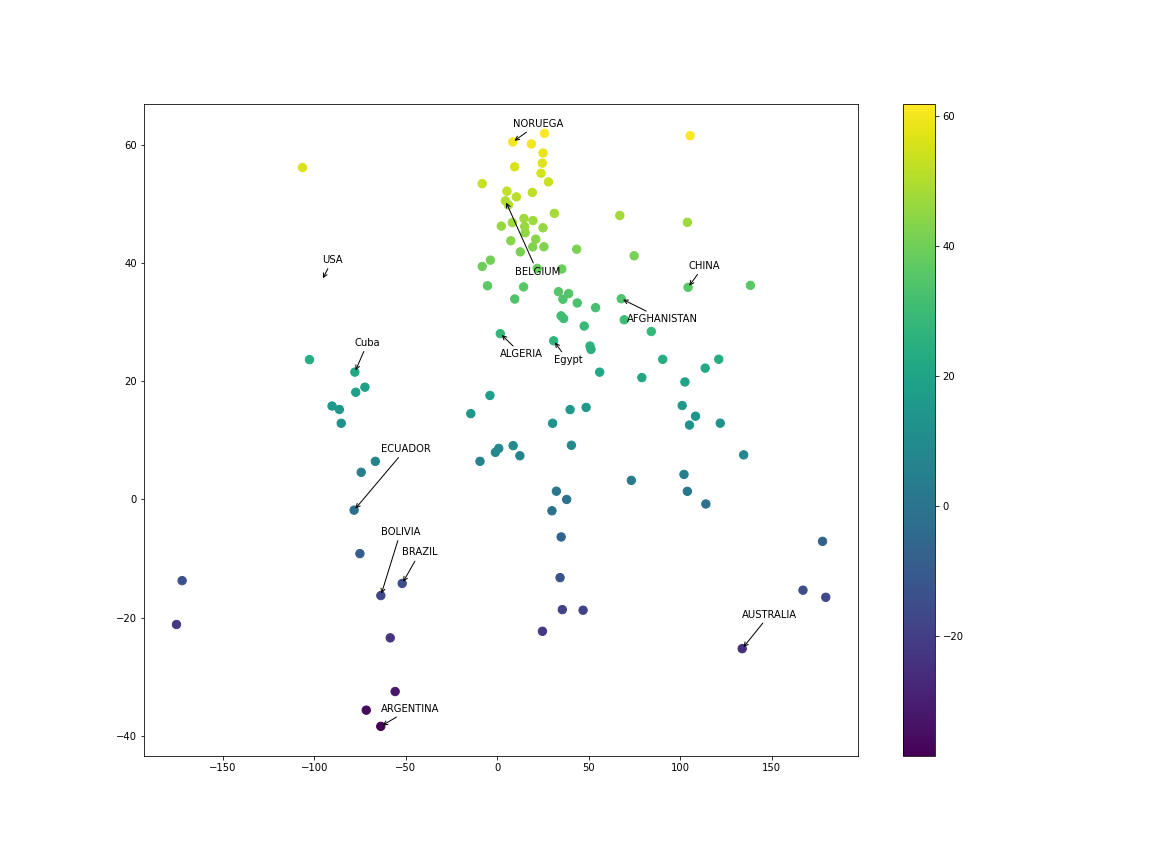 NORUEGA
USA
BELGIUM
CHINA
AFGHANISTAN
Cuba
ALGERIA
Egypt
ECUADOR
BOLIVIA
BRAZIL
AUSTRALIA
ARGENTINA
60
40
20
0
−20
−40
−150
−100
−50
0
50
100
150
60
40
20
0
−20